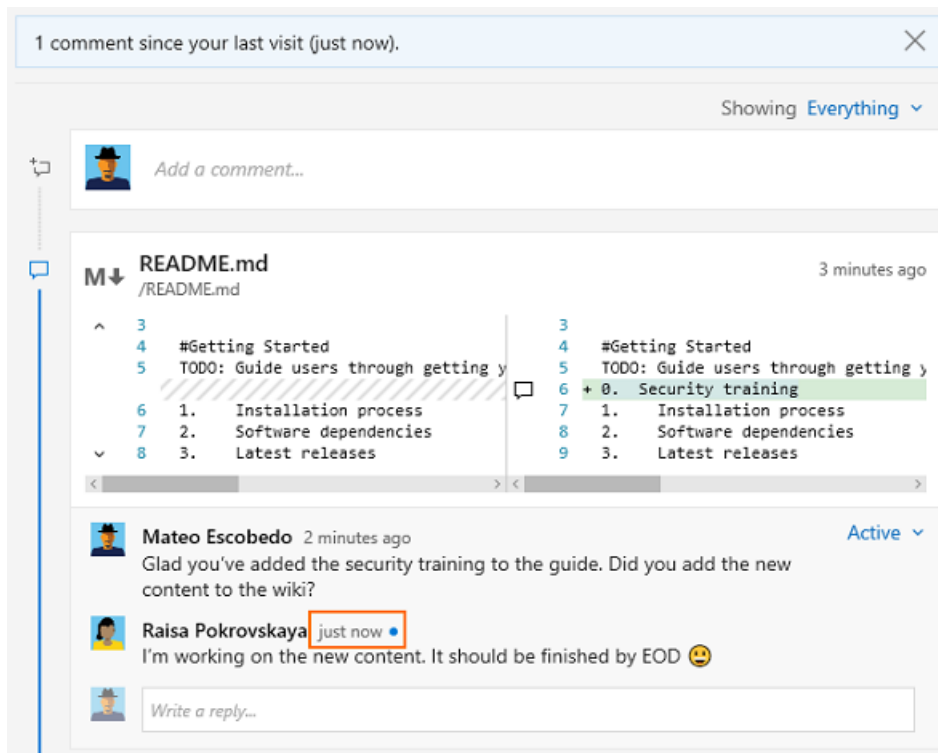 1 comment since your last visit (just now).
Showing Everything
Add a comment...
README.md
3 minutes ago
/README.md
3
4 #Getting Started
5 TODO: Guide users through getting y
6 1. Installation process
7 2. Software dependencies
8 3. Latest releases
3
4 #Getting Started
5 TODO: Guide users through getting y
6 + 0. Security training
7 1. Installation process
8 2. Software dependencies
9 3. Latest releases
Mateo Escobedo 2 minutes ago
Active
Glad you've added the security training to the guide. Did you add the new
content to the wiki?
Raisa Pokrovskaya just now
I'm working on the new content. It should be finished by EOD 😃
Write a reply...